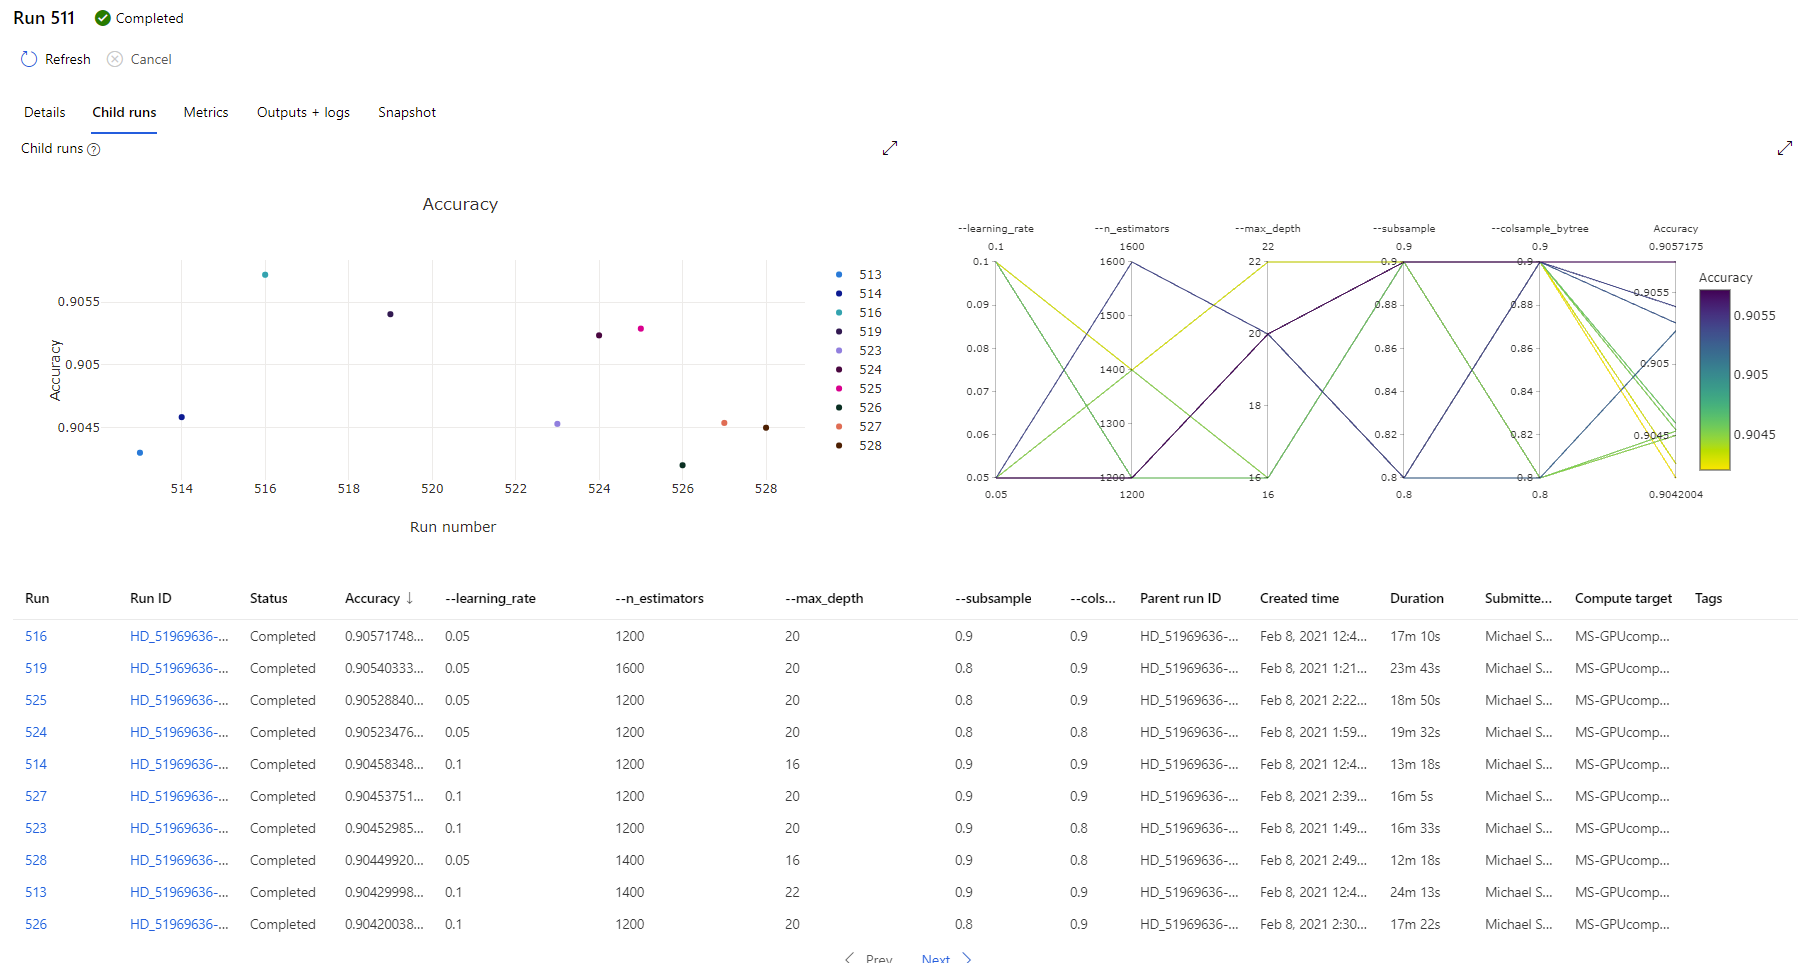 Run 511 Completed
Refresh Cancel
Details Child runs Metrics Outputs + logs Snapshot
Child runs
Accuracy
Accuracy
0.9055
0.905
0.9045
514 516 518 520 522 524 526 528
Run number
513
514
516
519
523
524
525
526
527
528
--learning_rate --n_estimators --max_depth --subsample --colsample_bytree Accuracy
0.1 1600 22 0.9 0.9 0.9057175
0.1
0.09
0.08
0.07
0.06
0.05
1600
1500
1400
1300
1200
22
20
18
16
0.9
0.88
0.86
0.84
0.82
0.8
0.9
0.88
0.86
0.84
0.82
0.8
0.9055
0.905
0.9045
0.05 1200 16 0.8 0.8 0.9042004
Accuracy
0.9055
0.905
0.9045
Run Run ID Status Accuracy ↓ --learning_rate --n_estimators --max_depth --subsample --cols... Parent run ID Created time Duration Submitte... Compute target Tags
516 HD_51969636-... Completed 0.90571748... 0.05 1200 20 0.9 0.9 HD_51969636-... Feb 8, 2021 12:4... 17m 10s Michael S... MS-GPUcomp...
519 HD_51969636-... Completed 0.90540333... 0.05 1600 20 0.8 0.9 HD_51969636-... Feb 8, 2021 1:21... 23m 43s Michael S... MS-GPUcomp...
525 HD_51969636-... Completed 0.90528840... 0.05 1200 20 0.8 0.9 HD_51969636-... Feb 8, 2021 2:22... 18m 50s Michael S... MS-GPUcomp...
524 HD_51969636-... Completed 0.90523476... 0.05 1200 20 0.8 0.8 HD_51969636-... Feb 8, 2021 1:59... 19m 32s Michael S... MS-GPUcomp...
514 HD_51969636-... Completed 0.90458348... 0.1 1200 16 0.9 0.9 HD_51969636-... Feb 8, 2021 12:4... 13m 18s Michael S... MS-GPUcomp...
527 HD_51969636-... Completed 0.90453751... 0.1 1200 20 0.9 0.9 HD_51969636-... Feb 8, 2021 2:39... 16m 5s Michael S... MS-GPUcomp...
523 HD_51969636-... Completed 0.90452985... 0.1 1200 20 0.9 0.8 HD_51969636-... Feb 8, 2021 1:49... 16m 33s Michael S... MS-GPUcomp...
528 HD_51969636-... Completed 0.90449920... 0.05 1400 16 0.9 0.8 HD_51969636-... Feb 8, 2021 2:49... 12m 18s Michael S... MS-GPUcomp...
513 HD_51969636-... Completed 0.90429998... 0.1 1400 22 0.9 0.9 HD_51969636-... Feb 8, 2021 12:4... 24m 13s Michael S... MS-GPUcomp...
526 HD_51969636-... Completed 0.90420038... 0.1 1200 20 0.8 0.9 HD_51969636-... Feb 8, 2021 2:30... 17m 22s Michael S... MS-GPUcomp...
Prev Next